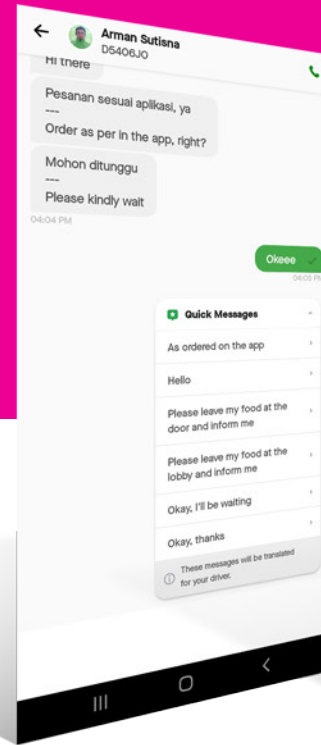 Arman Sutisna
D5406JO
Hi there
Pesanan sesuai aplikasi, ya
---
Order as per in the app, right?
Mohon ditunggu
---
Please kindly wait
04:04 PM
Okeee
04:05 PM
Quick Messages
As ordered on the app
Hello
Please leave my food at the
door and inform me
Please leave my food at the
lobby and inform me
Okay, I'll be waiting
Okay, thanks
These messages will be translated
for your driver.